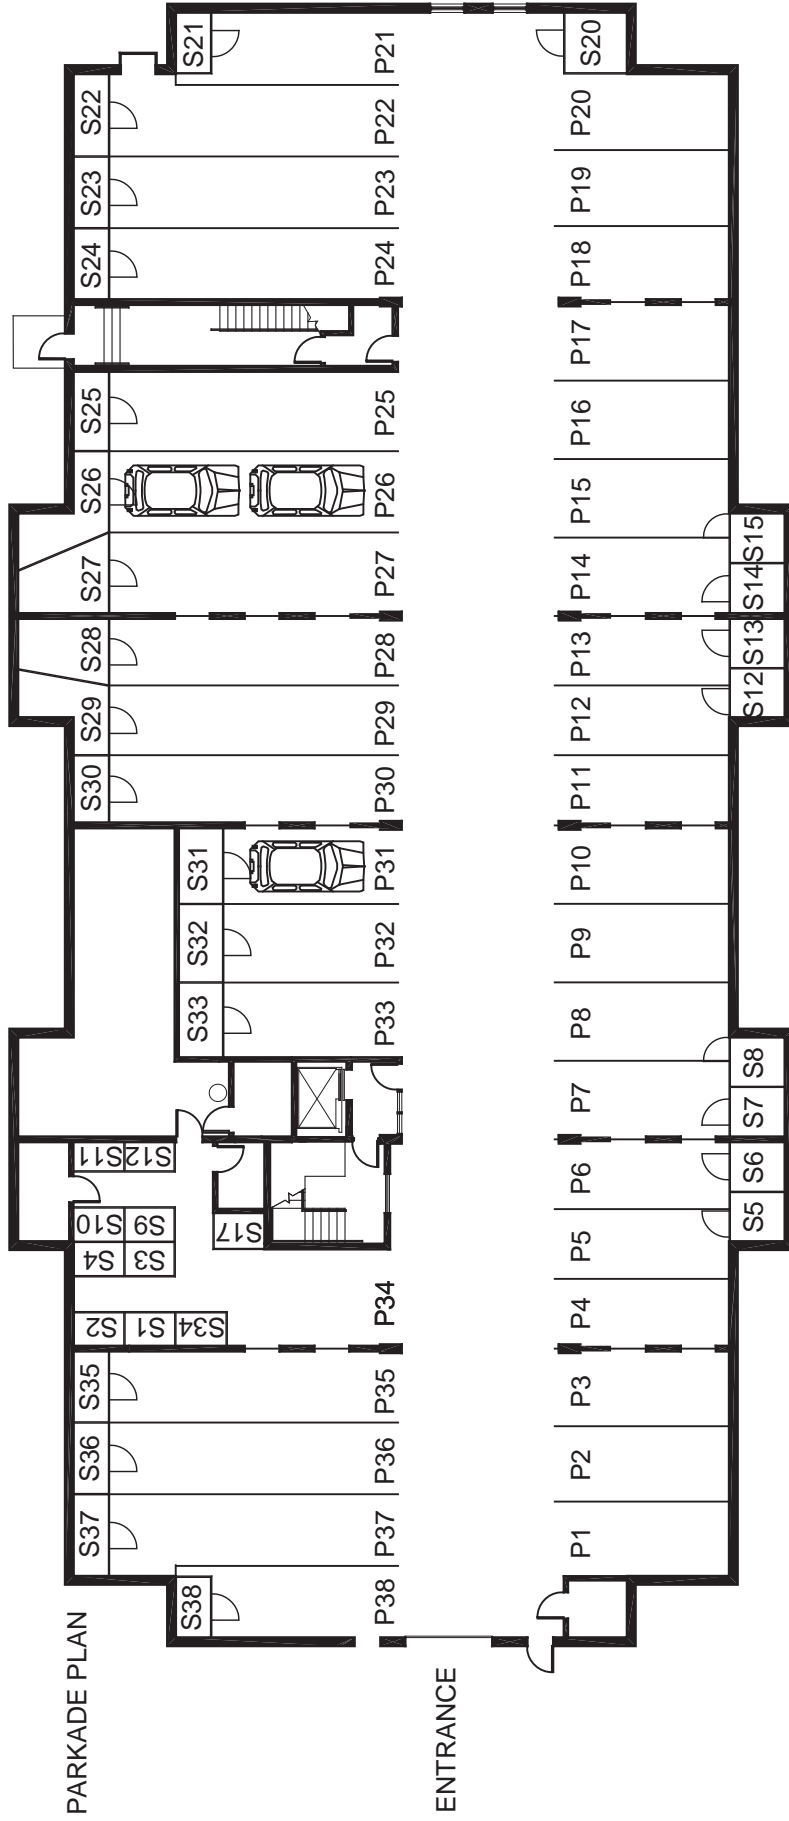 PARKADE PLAN
ENTRANCE
S38
S37
S36
S35
S2
S1
S34
S4
S3
S10
S9
S17
S11
S12
S33
S32
S31
S30
S29
S28
S27
S26
S25
S24
S23
S22
S21
P38
P37
P36
P35
P34
P33
P32
P31
P30
P29
P28
P27
P26
P25
P24
P23
P22
P21
P1
P2
P3
P4
P5
P6
P7
P8
P9
P10
P11
P12
P13
P14
P15
P16
P17
P18
P19
P20
S20
S5
S6
S7
S8
S12
S13
S14
S15